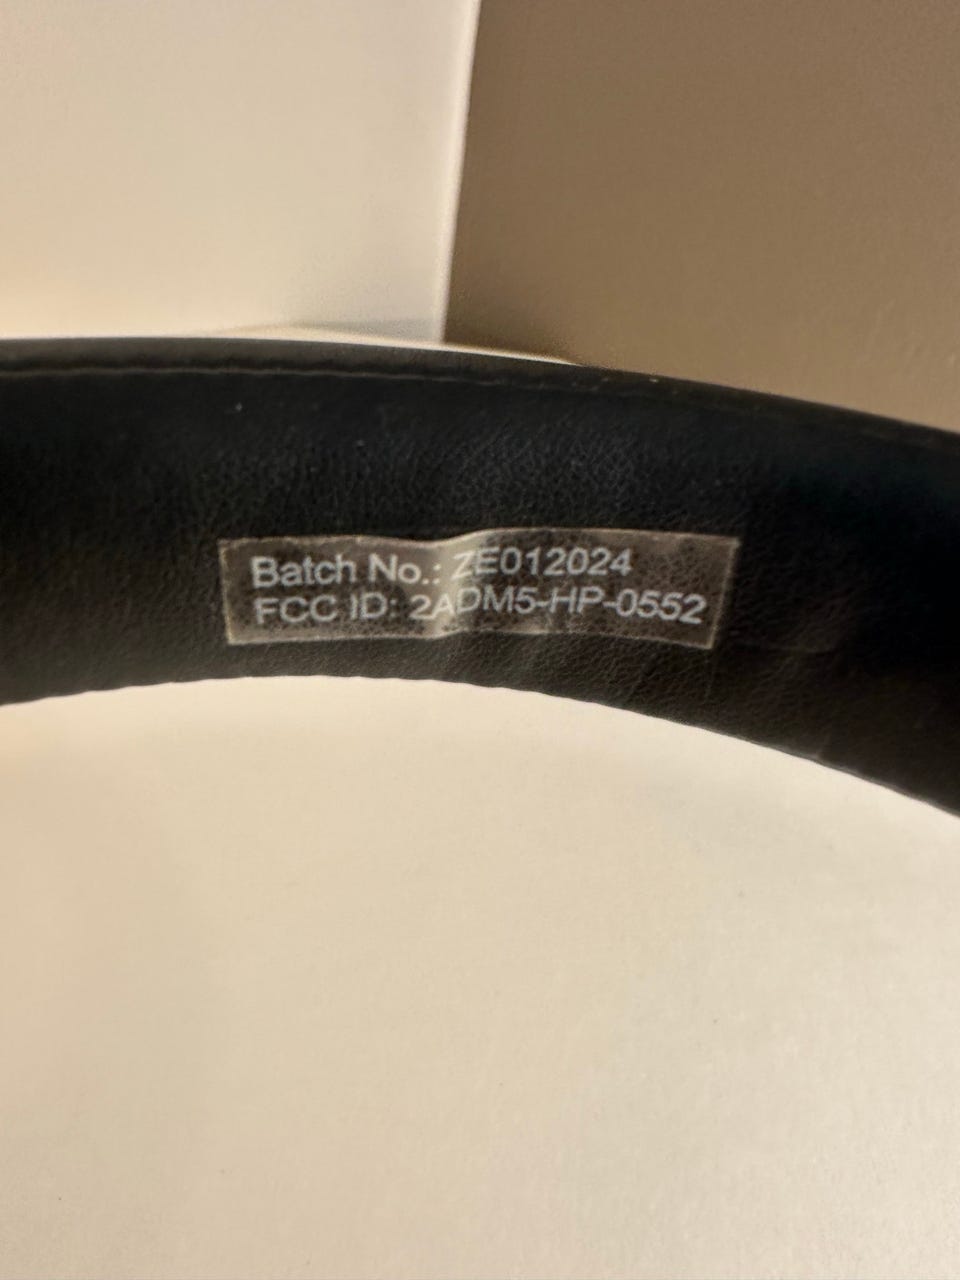 Batch No.: ZE012024
FCC ID: 2ADM5-HP-0552